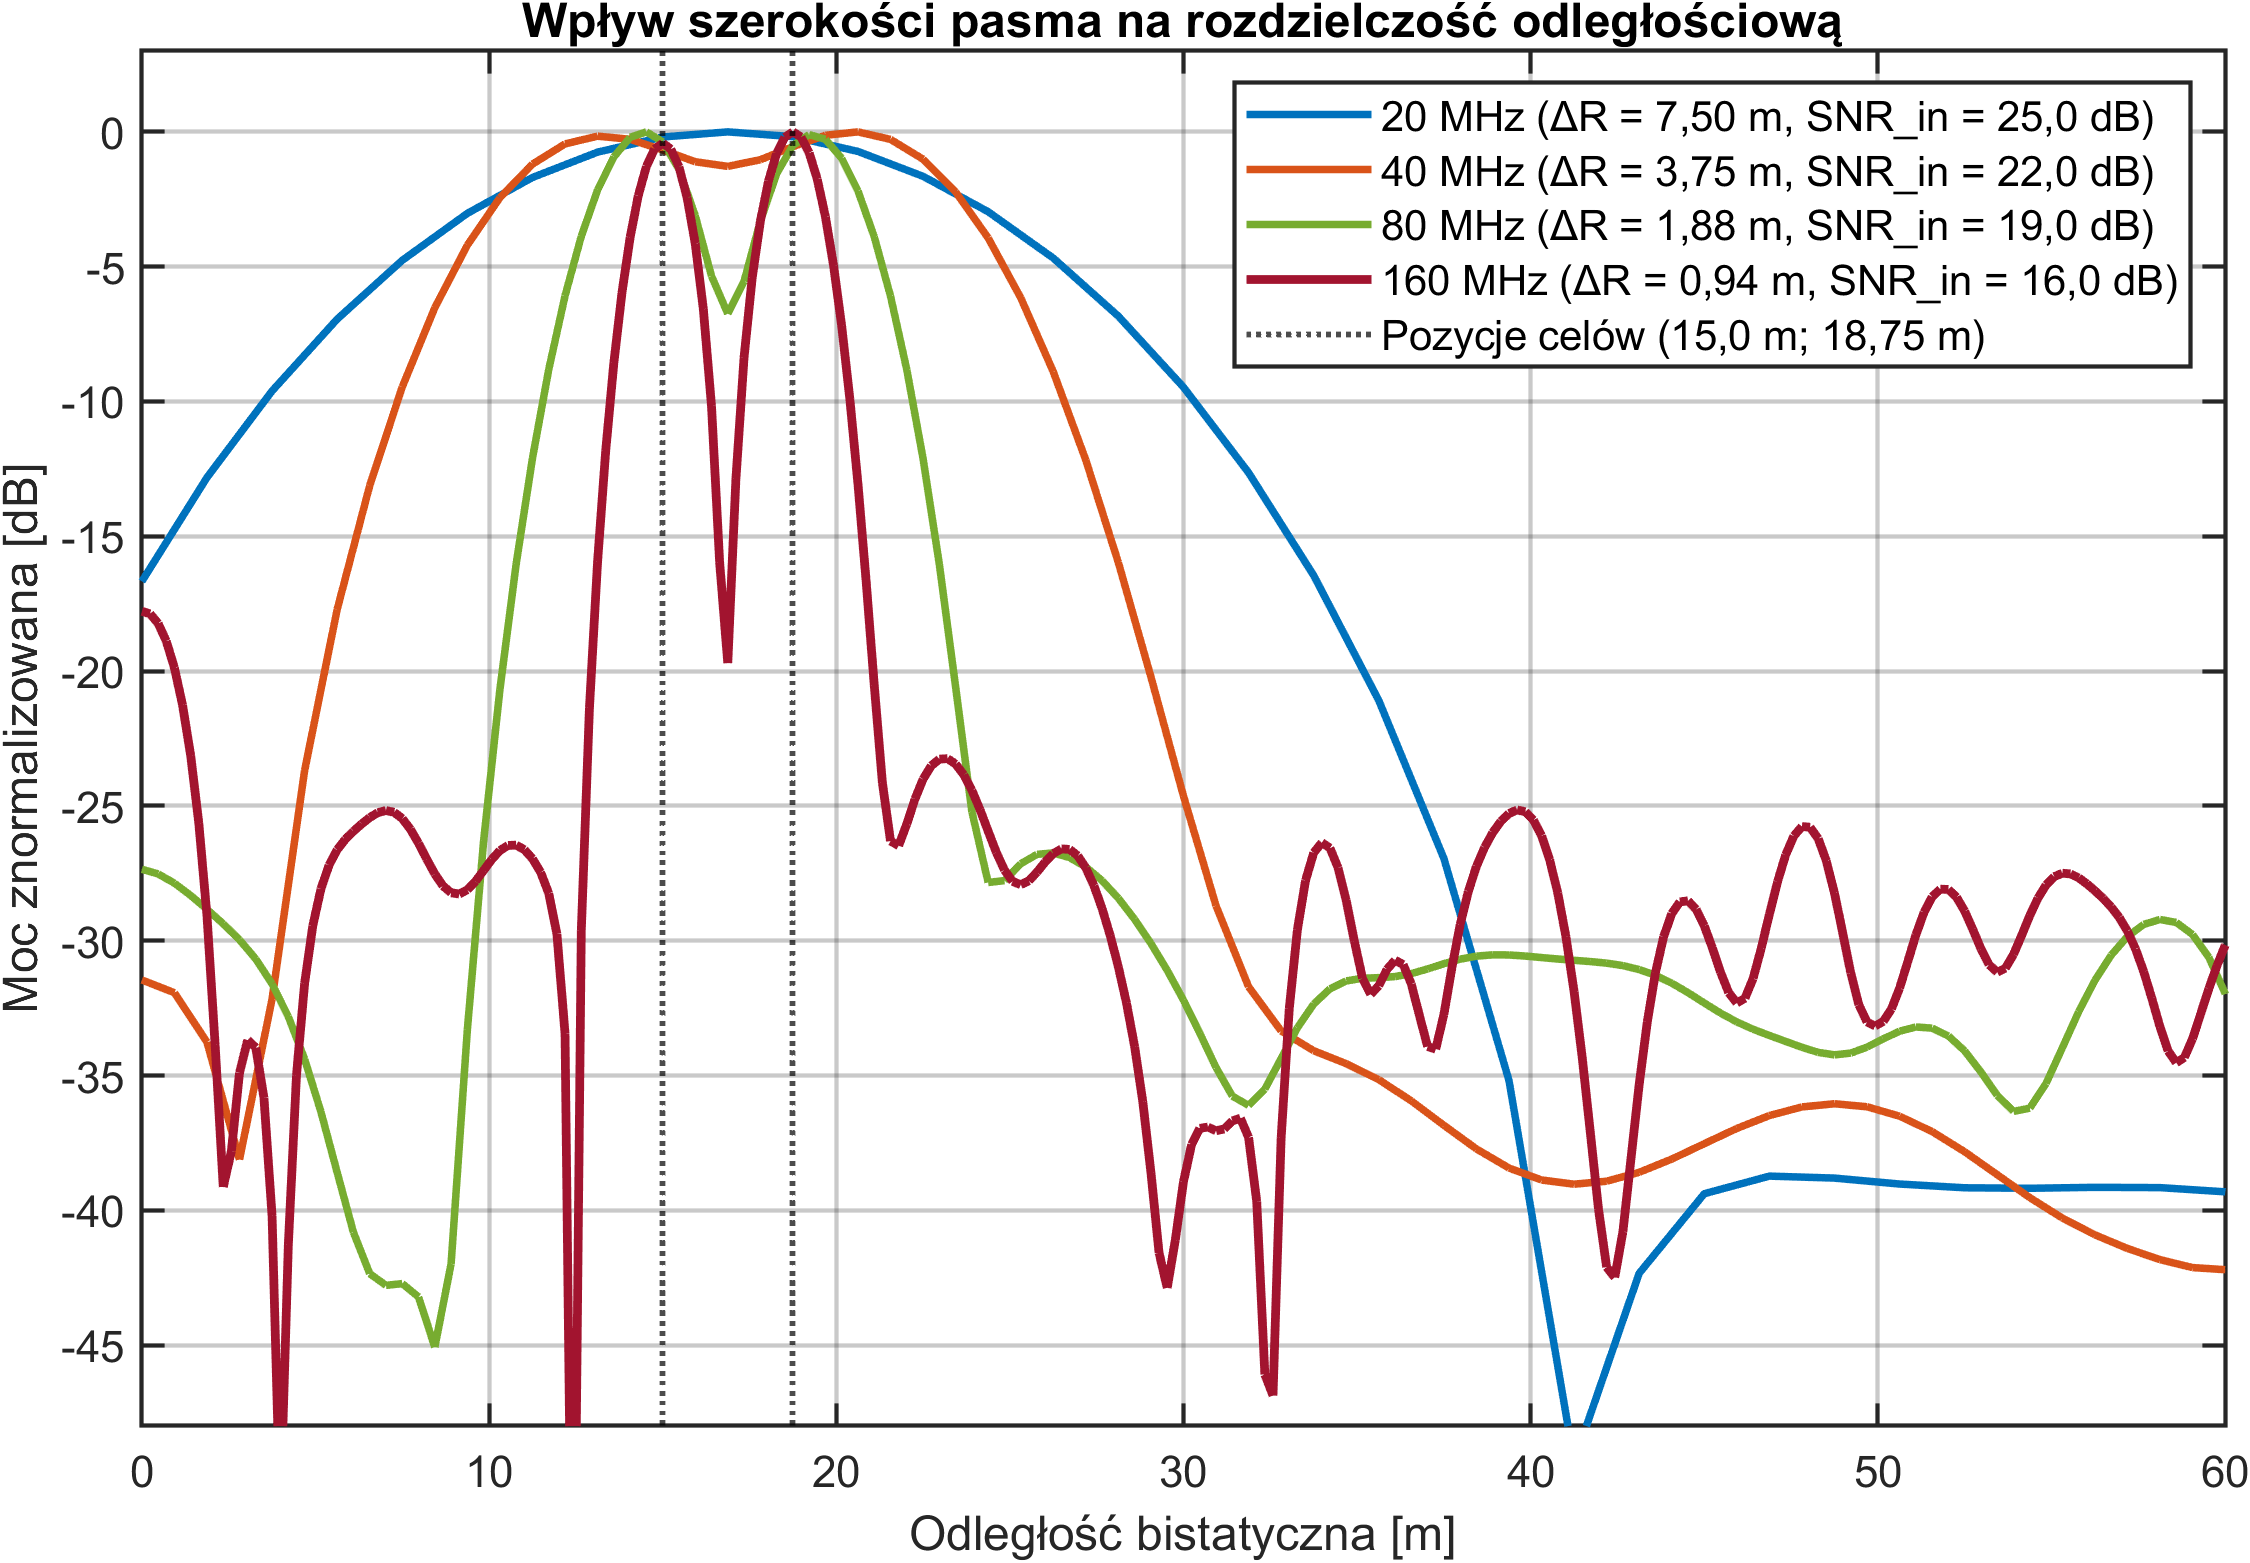 Wpływ szerokości pasma na rozdzielczość odległościową
20 MHz (ΔR = 7,50 m, SNR_in = 25,0 dB)
40 MHz (ΔR = 3,75 m, SNR_in = 22,0 dB)
80 MHz (ΔR = 1,88 m, SNR_in = 19,0 dB)
160 MHz (ΔR = 0,94 m, SNR_in = 16,0 dB)
Pozycje celów (15,0 m; 18,75 m)
Moc znormalizowana [dB]
0
-5
-10
-15
-20
-25
-30
-35
-40
-45
0 10 20 30 40 50 60
Odległość bistatyczna [m]